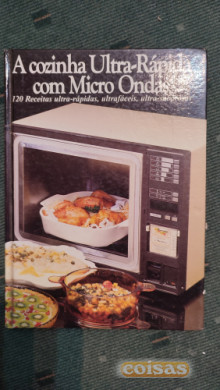 A cozinha Ultra-Rápida
com Micro Ondas
120 Receitas ultra-rápidas, ultrafáceis,
coisas